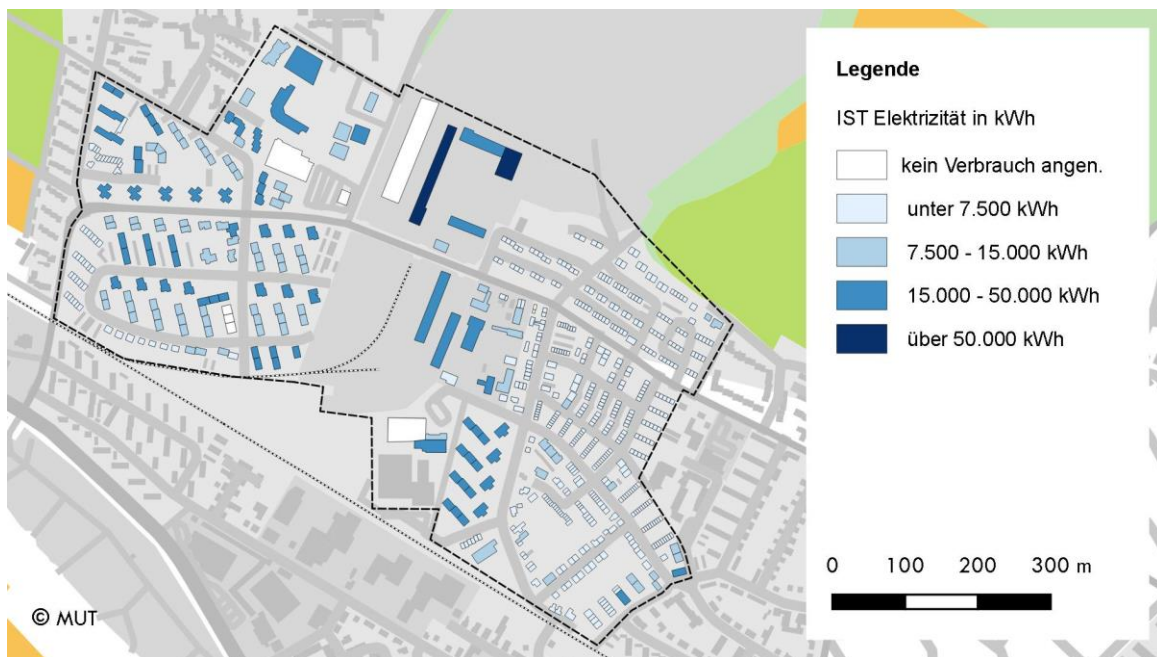 Legende
IST Elektrizität in kWh
kein Verbrauch angen.
unter 7.500 kWh
7.500 - 15.000 kWh
15.000 - 50.000 kWh
über 50.000 kWh
0 100 200 300 m
© MUT